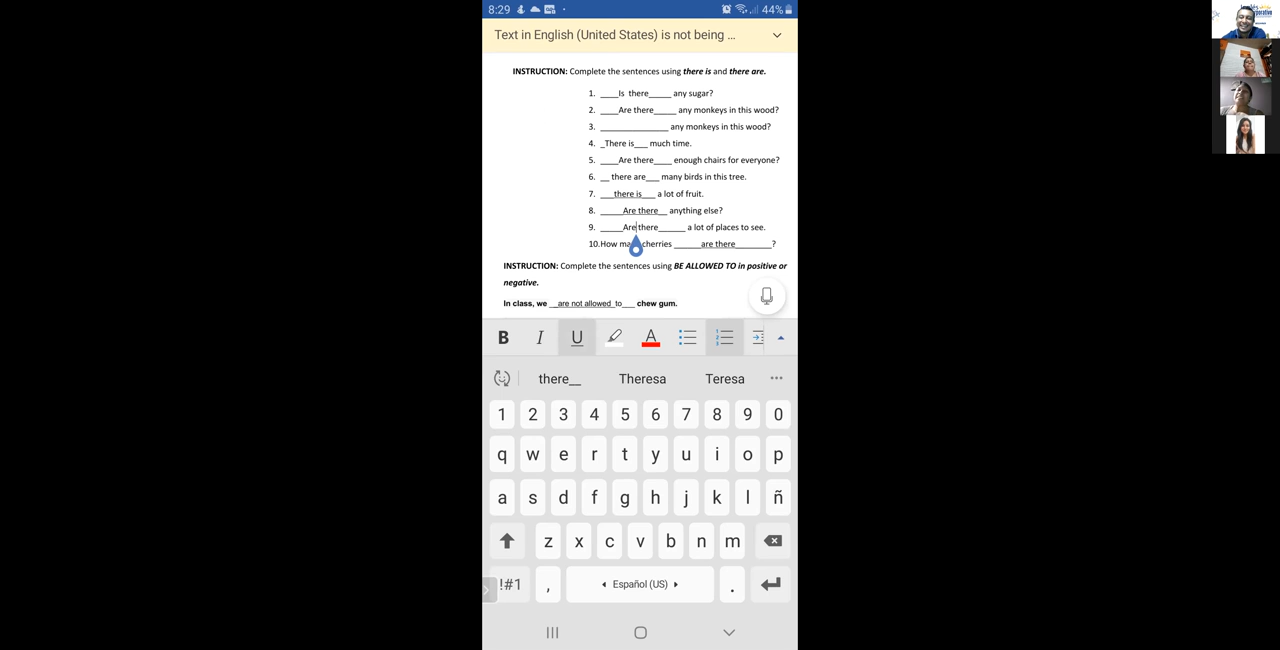 8:29 44%
Text in English (United States) is not being ...
INSTRUCTION: Complete the sentences using there is and there are.
1. ____Is there_____ any sugar?
2. ____Are there_____ any monkeys in this wood?
3. _______________ any monkeys in this wood?
4. _There is___ much time.
5. ____Are there____ enough chairs for everyone?
6. __ there are___ many birds in this tree.
7. ___there is___ a lot of fruit.
8. _____Are there__ anything else?
9. _____Are there______ a lot of places to see.
10.How cherries ______are there________?
INSTRUCTION: Complete the sentences using BE ALLOWED TO in positive or
negative.
In class, we __are not allowed_to___ chew gum.
B I U A
there__ Theresa Teresa ...
1 2 3 4 5 6 7 8 9 0
q w e r t y u i o p
a s d f g h j k l ñ
z x c v b n m
!#1 , Español (US) .